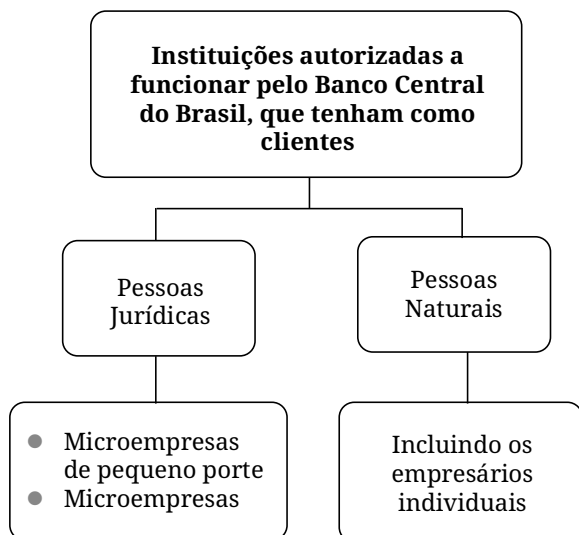 Instituições autorizadas a
funcionar pelo Banco Central
do Brasil, que tenham como
clientes
Pessoas
Jurídicas
Pessoas
Naturais
● Microempresas
de pequeno porte
● Microempresas
Incluindo os
empresários
individuais